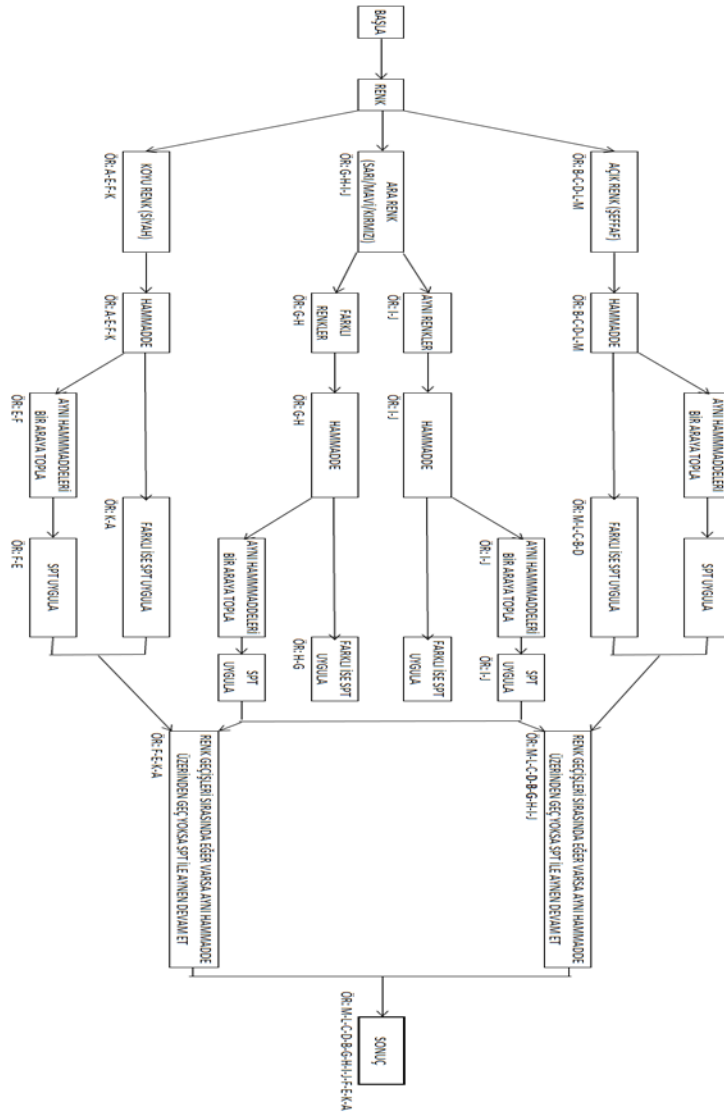 BAŞLA
RENK
AÇIK RENK (ŞEFFAF)
ÖR: B-C-D-L-M
ARA RENK
(SARI/MAVİ/KIRMIZI)
ÖR: G-H-I-J
KOYU RENK (SİYAH)
ÖR: A-E-F-K
HAMMADDE
ÖR: B-C-D-L-M
AYNI RENKLER
ÖR: I-J
FARKLI
RENKLER
ÖR: G-H
HAMMADDE
ÖR: A-E-F-K
AYNI HAMMMADDELERİ
BİR ARAYA TOPLA
HAMMADDE
ÖR: I-J
HAMMADDE
ÖR: G-H
AYNI HAMMMADDELERİ
BİR ARAYA TOPLA
ÖR: E-F
SPT UYGULA
FARKLI İSE SPT UYGULA
ÖR: M-L-C-B-D
AYNI HAMMMADDELERİ
BİR ARAYA TOPLA
ÖR: I-J
AYNI HAMMMADDELERİ
BİR ARAYA TOPLA
FARKLI İSE SPT UYGULA
ÖR: K-A
SPT UYGULA
ÖR: F-E
SPT
UYGULA
ÖR: I-J
FARKLI İSE SPT
UYGULA
FARKLI İSE SPT
UYGULA
ÖR: H-G
SPT
UYGULA
RENK GEÇİŞLERİ SIRASINDA EĞER VARSA AYNI HAMMADDE
ÜZERİNDEN GEÇ YOKSA SPT İLE AYNEN DEVAM ET
ÖR: M-L-C-D-B-G-H-I-J
RENK GEÇİŞLERİ SIRASINDA EĞER VARSA AYNI HAMMADDE
ÜZERİNDEN GEÇ YOKSA SPT İLE AYNEN DEVAM ET
ÖR: F-E-K-A
SONUÇ
ÖR: M-L-C-D-B-G-H-I-J-F-E-K-A